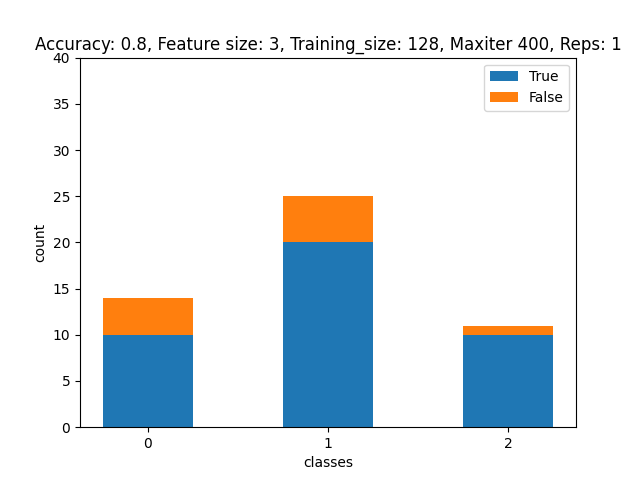 Accuracy: 0.8, Feature size: 3, Training_size: 128, Maxiter 400, Reps: 1
True
False
count
40
35
30
25
20
15
10
5
0
0 1 2
classes